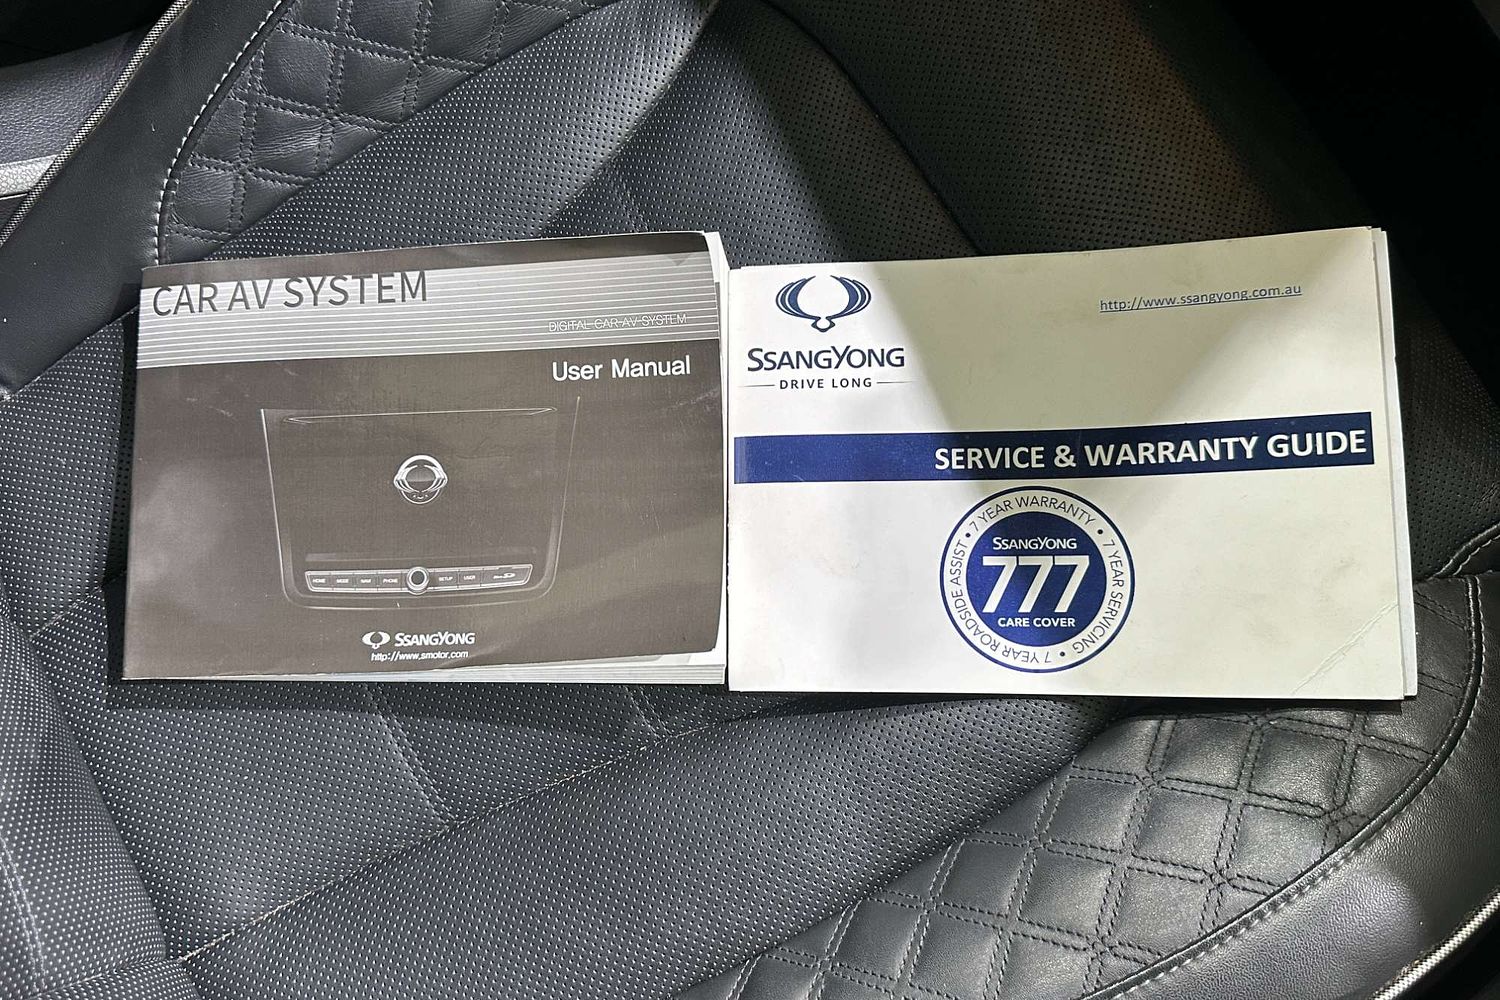 CAR AV SYSTEM
DIGITAL CAR AV SYSTEM
User Manual
HOME MODE NAVI PHONE SETUP USER
SSANGYONG
http://www.smotor.com
SSANGYONG
DRIVE LONG
http://www.ssangyong.com.au
SERVICE & WARRANTY GUIDE
• 7 YEAR WARRANTY • 7 YEAR SERVICING • 7 YEAR ROADSIDE ASSIST
SSANGYONG
777
CARE COVER